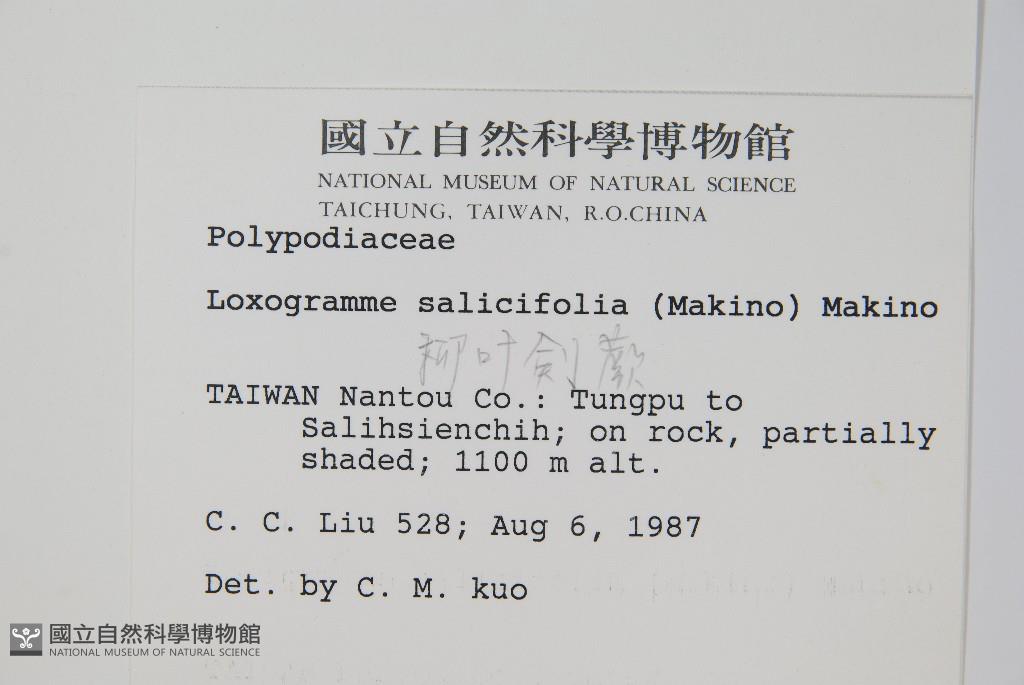 國立自然科學博物館
NATIONAL MUSEUM OF NATURAL SCIENCE
TAICHUNG, TAIWAN, R.O.CHINA
Polypodiaceae
Loxogramme salicifolia (Makino) Makino
柳叶劍蕨
TAIWAN Nantou Co.: Tungpu to
Salihsienchih; on rock, partially
shaded; 1100 m alt.
C. C. Liu 528; Aug 6, 1987
Det. by C. M. kuo
國立自然科學博物館
NATIONAL MUSEUM OF NATURAL SCIENCE